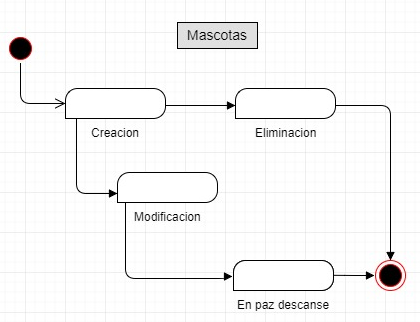 Mascotas
Creacion
Eliminacion
Modificacion
En paz descanse